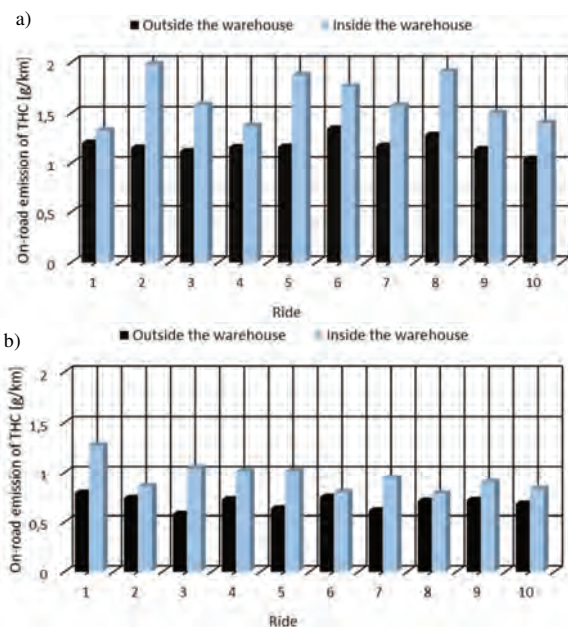 a)
Outside the warehouse Inside the warehouse
On-road emission of THC [g/km]
2
1,5
1
0,5
0
1 2 3 4 5 6 7 8 9 10
Ride
Outside the warehouse Inside the warehouse
b)
On-road emission of THC [g/km]
2
1,5
1
0,5
0
1 2 3 4 5 6 7 8 9 10
Ride